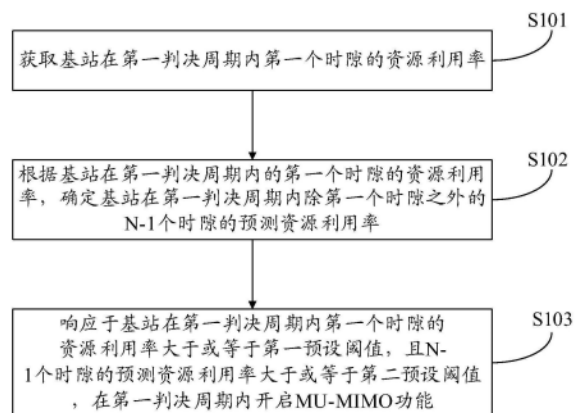 S101
获取基站在第一判决周期内第一个时隙的资源利用率
S102
根据基站在第一判决周期内的第一个时隙的资源利用
率，确定基站在第一判决周期内除第一个时隙之外的
N-1个时隙的预测资源利用率
S103
响应于基站在第一判决周期内第一个时隙的
资源利用率大于或等于第一预设阈值，且N-
1个时隙的预测资源利用率大于或等于第二预设阈值
，在第一判决周期内开启MU-MIMO功能